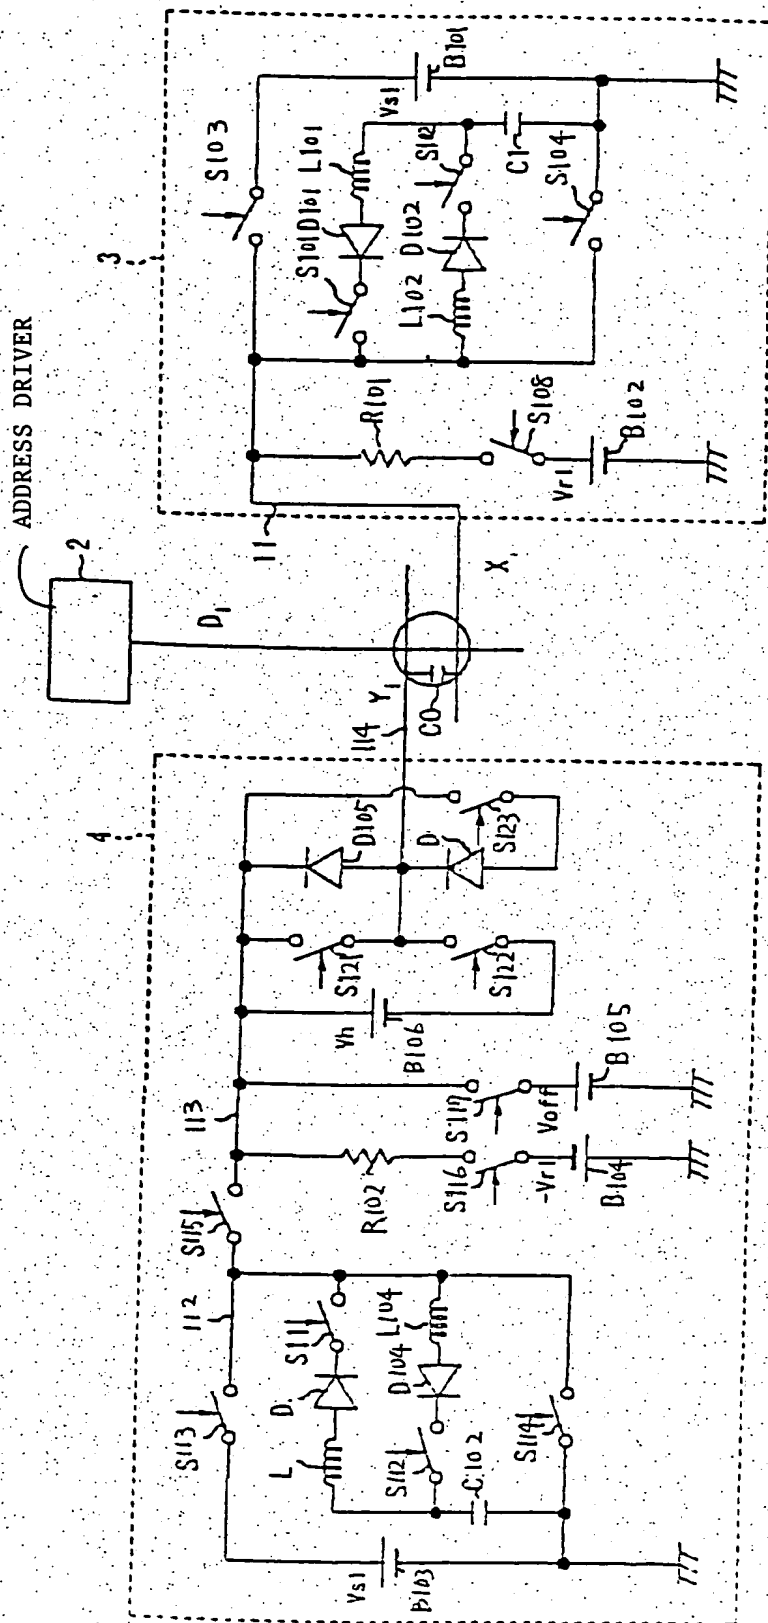 ADDRESS DRIVER
2
D₁
3
S103
Vs1
B101
L101
S101
D101
S102
L102
D102
C1
S104
R101
S108
Vr1
B102
11
X₁
Y₁
114
C0
4
D105
D
S123
S121
S122
Vh
B106
113
S117
Voff
B105
R102
S116
-Vr1
B104
S115
112
S111
L104
D104
D.
L
S112
C102
S113
S114
Vs1
B103